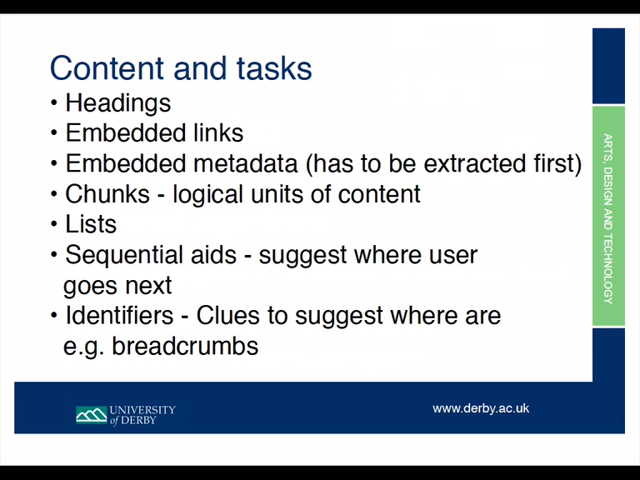 Content and tasks
• Headings
• Embedded links
• Embedded metadata (has to be extracted first)
• Chunks - logical units of content
• Lists
• Sequential aids - suggest where user
goes next
• Identifiers - Clues to suggest where are
e.g. breadcrumbs
ARTS, DESIGN AND TECHNOLOGY
UNIVERSITY
of DERBY
www.derby.ac.uk